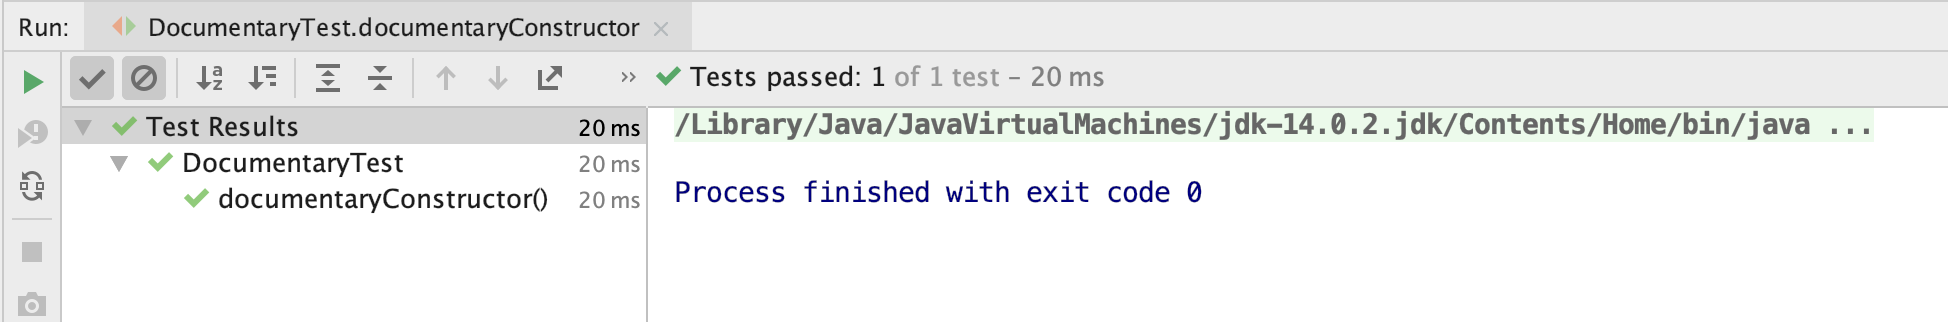 Run: DocumentaryTest.documentaryConstructor
Tests passed: 1 of 1 test – 20 ms
Test Results 20 ms
DocumentaryTest 20 ms
documentaryConstructor() 20 ms
/Library/Java/JavaVirtualMachines/jdk-14.0.2.jdk/Contents/Home/bin/java ...
Process finished with exit code 0